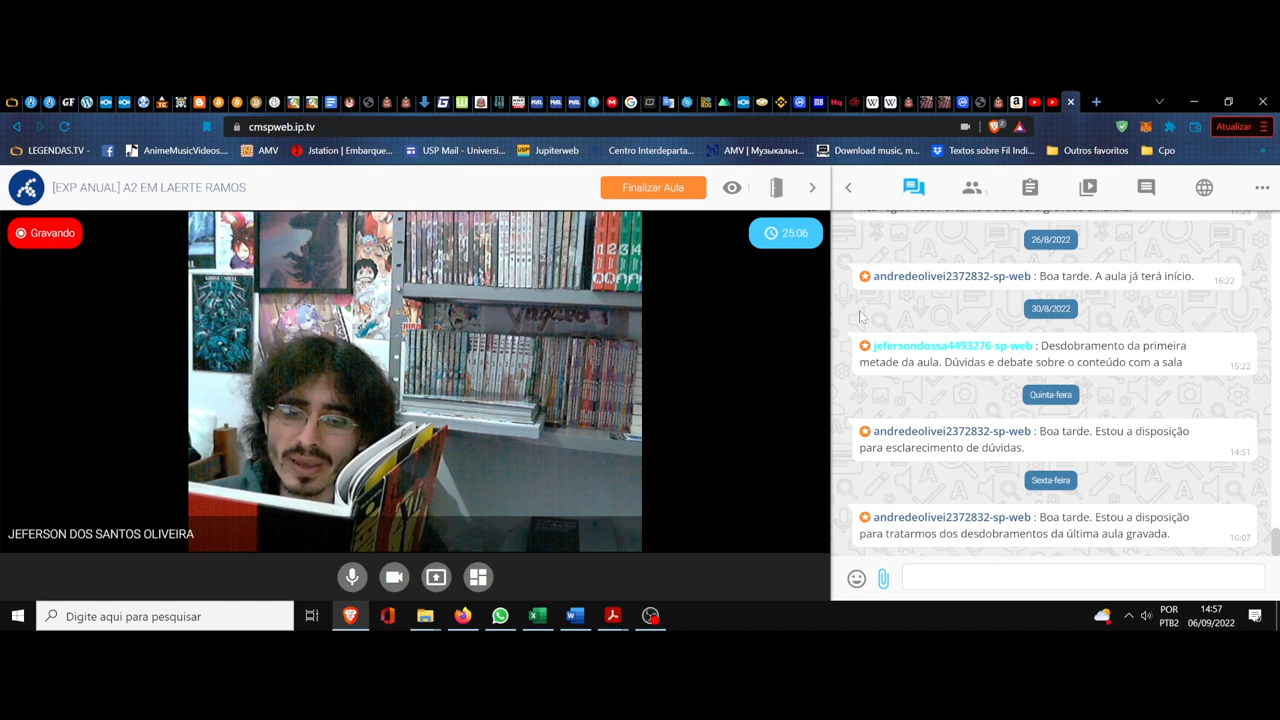 cmspweb.ip.tv
Atualizar
LEGENDAS.TV -
AnimeMusicVideos...
AMV
Jstation | Embarque...
USP Mail - Universi...
Jupiterweb
Centro Interdeparta...
AMV | Музыкальн...
Download music, m...
Textos sobre Fil Indi...
Outros favoritos
Cpo
[EXP ANUAL] A2 EM LAERTE RAMOS
Finalizar Aula
1
1
Gravando
25:06
17:29
26/8/2022
andredeolivei2372832-sp-web : Boa tarde. A aula já terá início.
16:22
30/8/2022
jefersondossa4493276-sp-web : Desdobramento da primeira
metade da aula. Dúvidas e debate sobre o conteúdo com a sala
15:22
Quinta-feira
andredeolivei2372832-sp-web : Boa tarde. Estou a disposição
para esclarecimento de dúvidas.
14:51
Sexta-feira
andredeolivei2372832-sp-web : Boa tarde. Estou a disposição
para tratarmos dos desdobramentos da última aula gravada.
16:07
JEFERSON DOS SANTOS OLIVEIRA
Digite aqui para pesquisar
POR
PTB2
14:57
06/09/2022